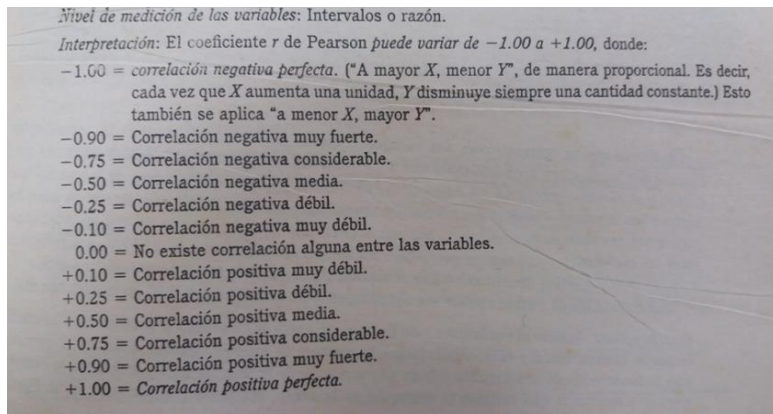 Nivel de medición de las variables: Intervalos o razón.
Interpretación: El coeficiente r de Pearson puede variar de −1.00 a +1.00, donde:
−1.00 = correlación negativa perfecta. (“A mayor X, menor Y”, de manera proporcional. Es decir,
cada vez que X aumenta una unidad, Y disminuye siempre una cantidad constante.) Esto
también se aplica “a menor X, mayor Y”.
−0.90 = Correlación negativa muy fuerte.
−0.75 = Correlación negativa considerable.
−0.50 = Correlación negativa media.
−0.25 = Correlación negativa débil.
−0.10 = Correlación negativa muy débil.
0.00 = No existe correlación alguna entre las variables.
+0.10 = Correlación positiva muy débil.
+0.25 = Correlación positiva débil.
+0.50 = Correlación positiva media.
+0.75 = Correlación positiva considerable.
+0.90 = Correlación positiva muy fuerte.
+1.00 = Correlación positiva perfecta.